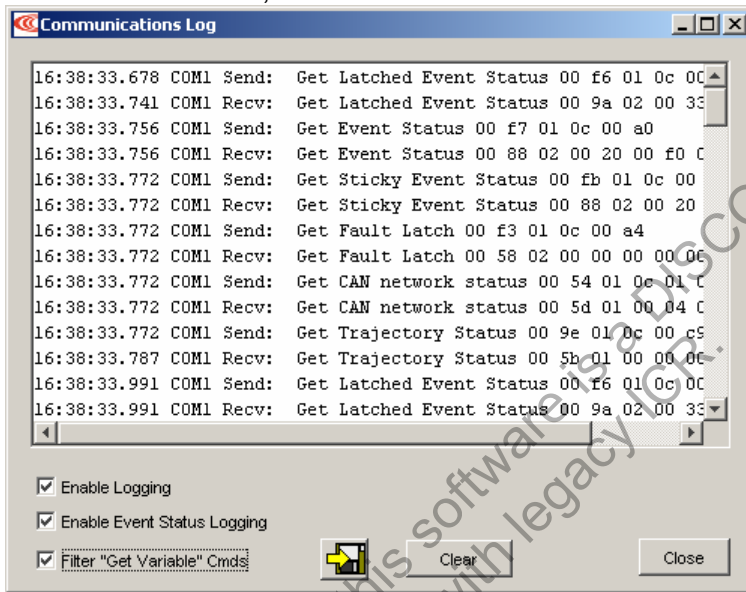 Communications Log
16:38:33.678 COM1 Send: Get Latched Event Status 00 f6 01 0c 00
16:38:33.741 COM1 Recv: Get Latched Event Status 00 9a 02 00 33
16:38:33.756 COM1 Send: Get Event Status 00 f7 01 0c 00 a0
16:38:33.756 COM1 Recv: Get Event Status 00 88 02 00 20 00 f0
16:38:33.772 COM1 Send: Get Sticky Event Status 00 fb 01 0c 00
16:38:33.772 COM1 Recv: Get Sticky Event Status 00 88 02 00 20
16:38:33.772 COM1 Send: Get Fault Latch 00 f3 01 0c 00 a4
16:38:33.772 COM1 Recv: Get Fault Latch 00 58 02 00 00 00 00 00
16:38:33.772 COM1 Send: Get CAN network status 00 54 01 0c 01
16:38:33.772 COM1 Recv: Get CAN network status 00 5d 01 00 04
16:38:33.772 COM1 Send: Get Trajectory Status 00 9e 01 0c 00 c9
16:38:33.787 COM1 Recv: Get Trajectory Status 00 5b 01 00 00 00
16:38:33.991 COM1 Send: Get Latched Event Status 00 f6 01 0c 00
16:38:33.991 COM1 Recv: Get Latched Event Status 00 9a 02 00 33
Enable Logging
Enable Event Status Logging
Filter "Get Variable" Cmds
Clear
Close
this software is a DISCO
with legacy ICR.